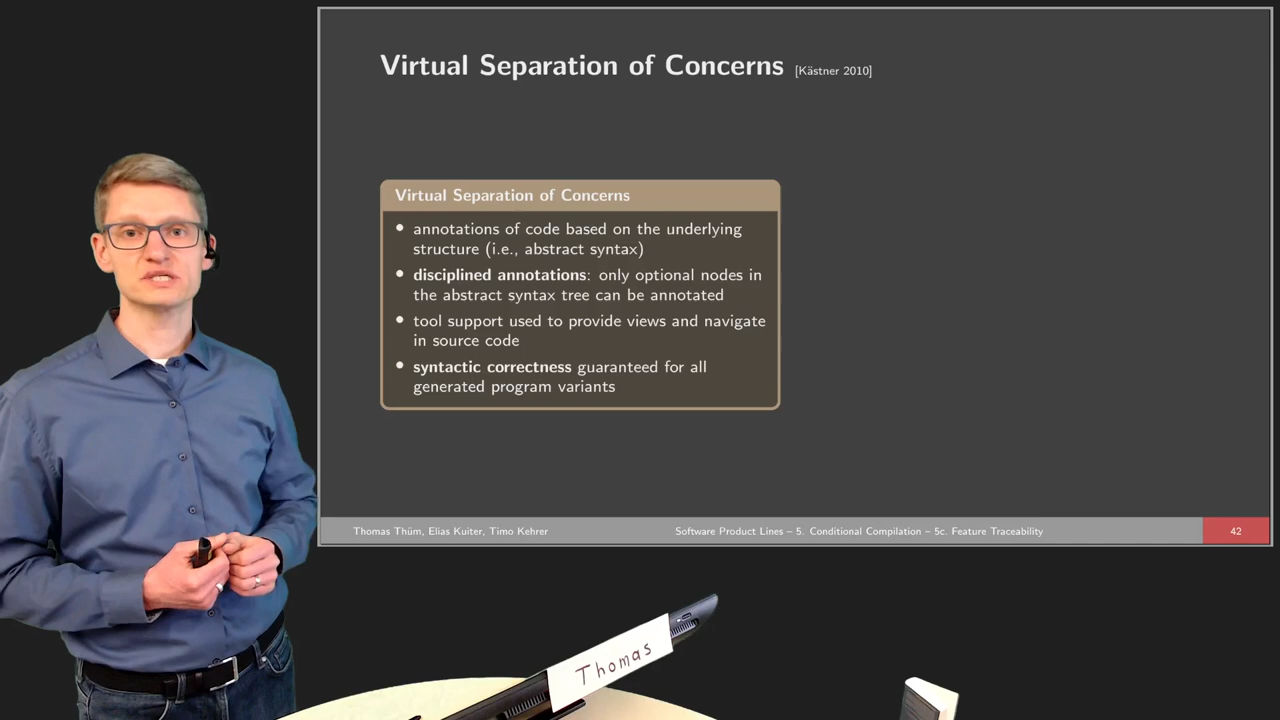 Virtual Separation of Concerns [Kästner 2010]
Virtual Separation of Concerns
• annotations of code based on the underlying
structure (i.e., abstract syntax)
• disciplined annotations: only optional nodes in
the abstract syntax tree can be annotated
• tool support used to provide views and navigate
in source code
• syntactic correctness guaranteed for all
generated program variants
Thomas Thüm, Elias Kuiter, Timo Kehrer
Software Product Lines – 5. Conditional Compilation – 5c. Feature Traceability
42
Thomas